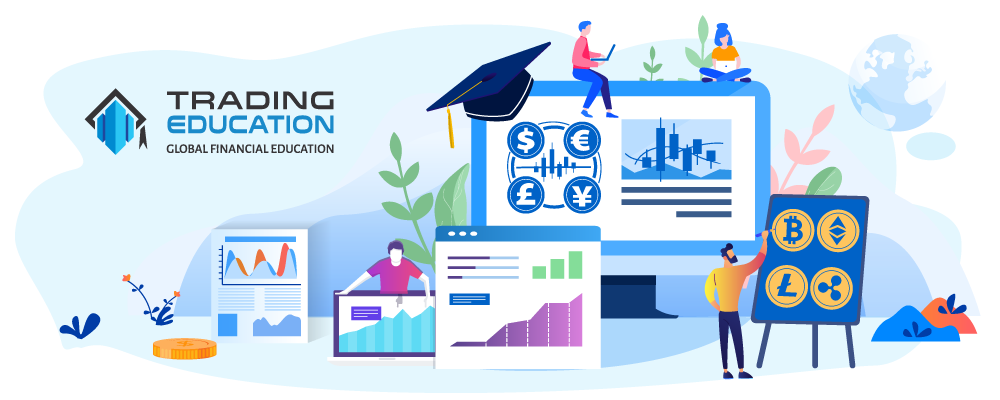 TRADING
EDUCATION
GLOBAL FINANCIAL EDUCATION
$
€
£
¥